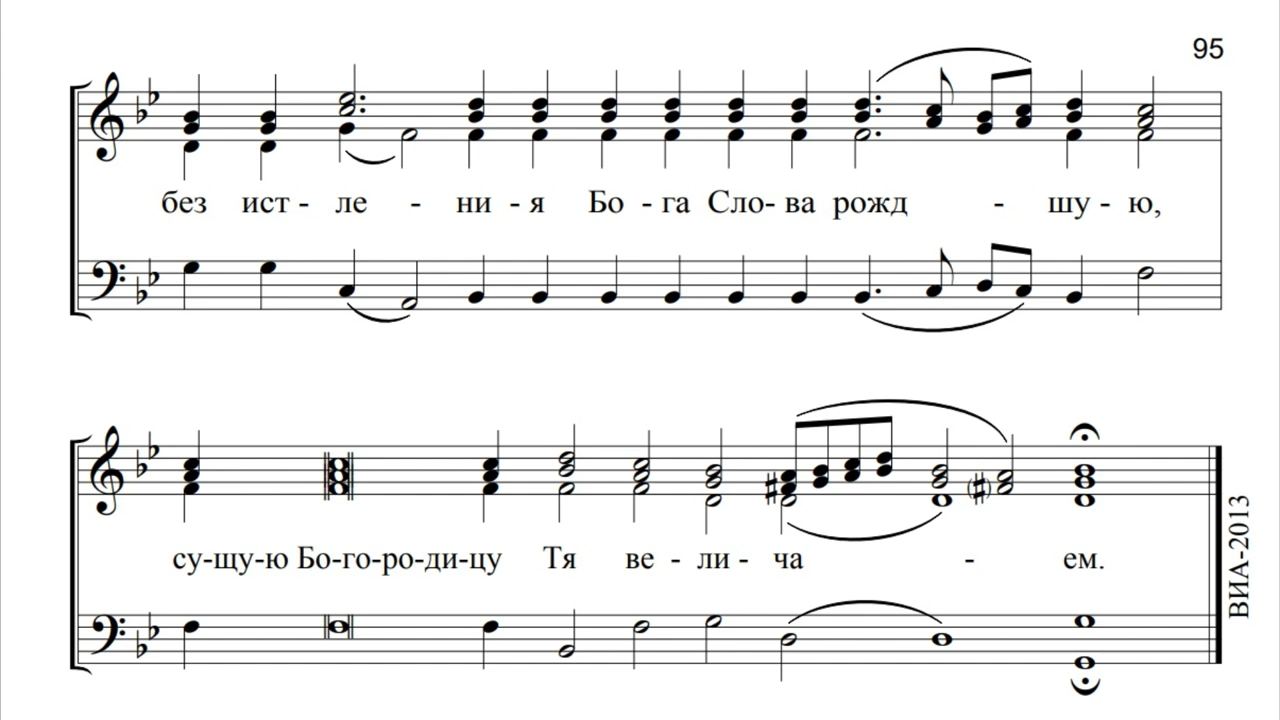 95
без ист - ле - ни - я Бо - га Сло- ва рожд - шу - ю,
су-щу-ю Бо-го-ро-ди-цу Тя ве - ли - ча - ем.
ВИА-2013